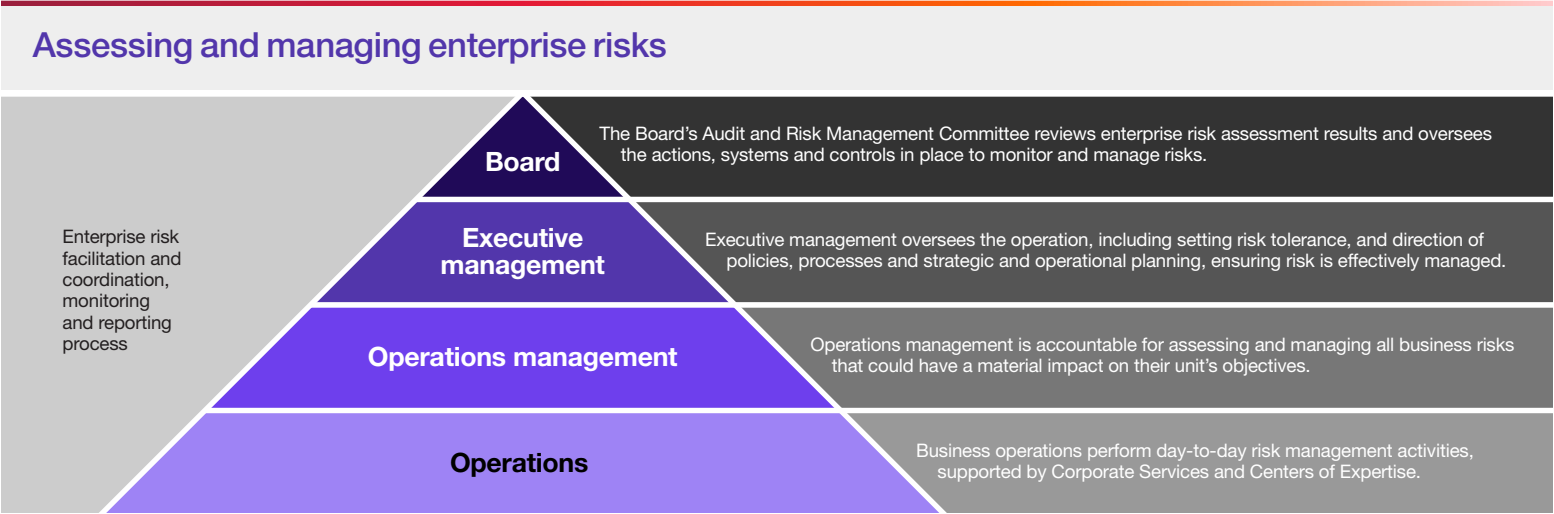 Assessing and managing enterprise risks
Enterprise risk
facilitation and
coordination,
monitoring
and reporting
process
Board
The Board’s Audit and Risk Management Committee reviews enterprise risk assessment results and oversees
the actions, systems and controls in place to monitor and manage risks.
Executive
management
Executive management oversees the operation, including setting risk tolerance, and direction of
policies, processes and strategic and operational planning, ensuring risk is effectively managed.
Operations management
Operations management is accountable for assessing and managing all business risks
that could have a material impact on their unit’s objectives.
Operations
Business operations perform day-to-day risk management activities,
supported by Corporate Services and Centers of Expertise.